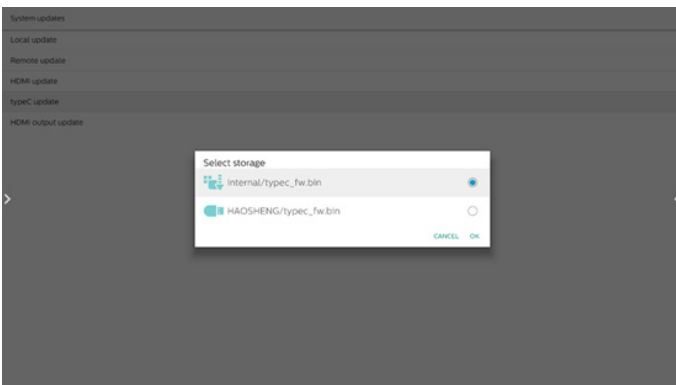 System updates
Local update
Remote update
HDMI update
typeC update
HDMI output update
Select storage
internal/typec_fw.bin
HAOSHENG/typec_fw.bin
CANCEL OK